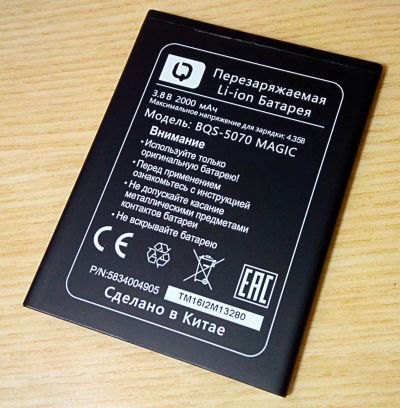 Перезаряжаемая
Li-ion Батарея
3.8 В 2000 мАч
Максимальное напряжение для зарядки: 4,35В
Модель: BQS-5070 MAGIC
Внимание
• Используйте только
оригинальную батарею!
• Перед применением
ознакомьтесь с инструкцией
• Не допускайте касание
металлическими предметами
контактов батареи
• Не вскрывайте батарею
CE
EAC
P/N:5834004905
TM16I2M13280
Сделано в Китае